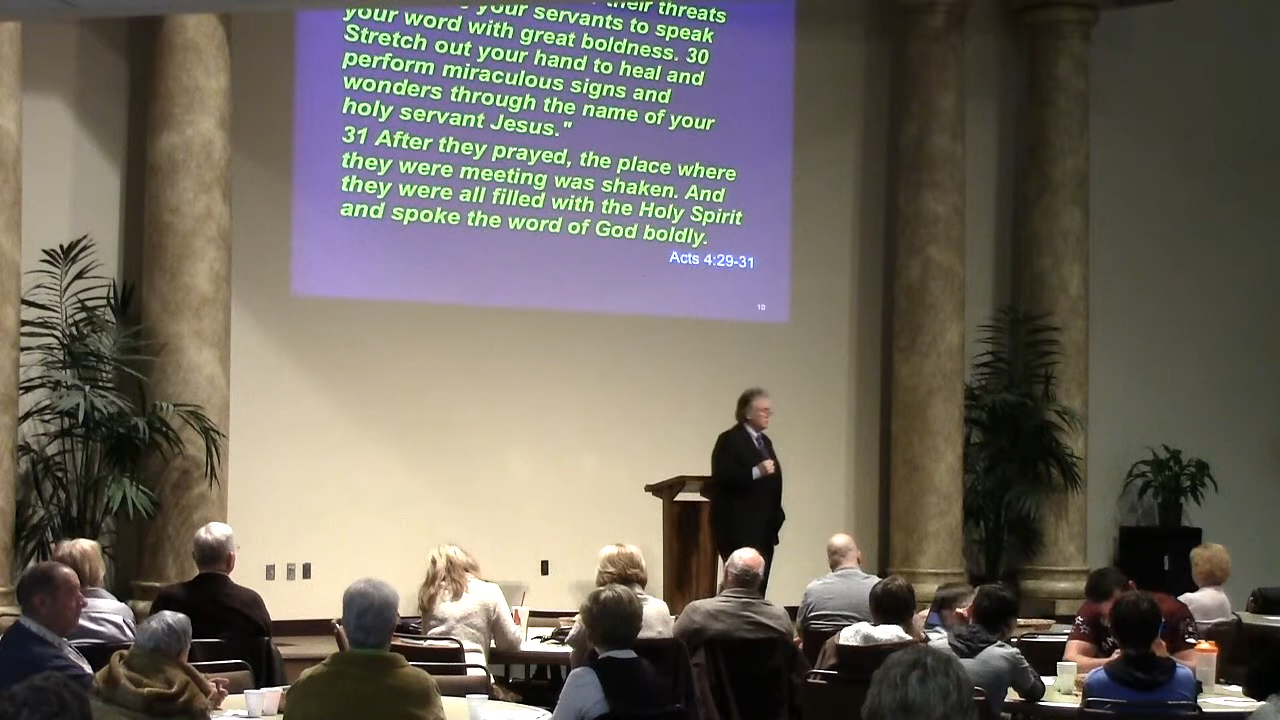 their threats
your servants to speak
your word with great boldness. 30
Stretch out your hand to heal and
perform miraculous signs and
wonders through the name of your
holy servant Jesus."
31 After they prayed, the place where
they were meeting was shaken. And
they were all filled with the Holy Spirit
and spoke the word of God boldly.
Acts 4:29-31
10